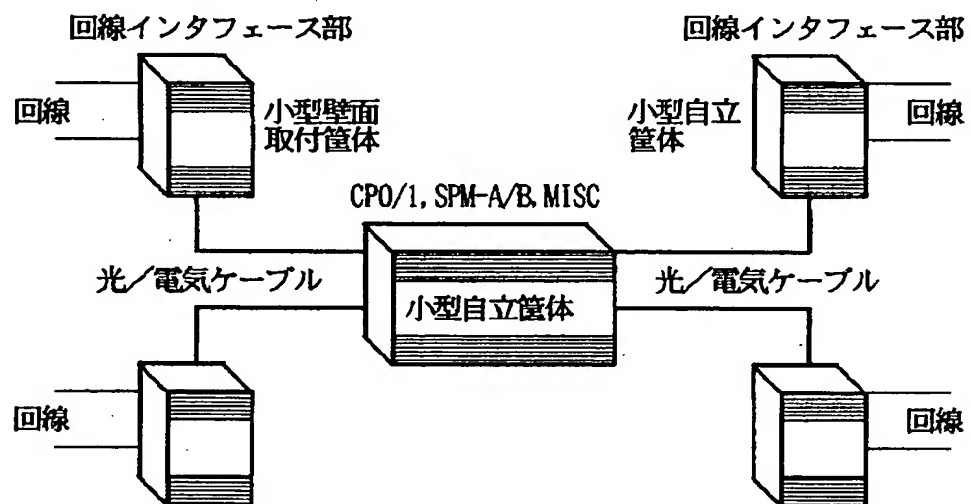 回線インタフェース部
回線インタフェース部
回線
小型壁面
取付筐体
小型自立
筐体
回線
CP0/1, SPM-A/B, MISC
光/電気ケーブル
小型自立筐体
光/電気ケーブル
回線
回線